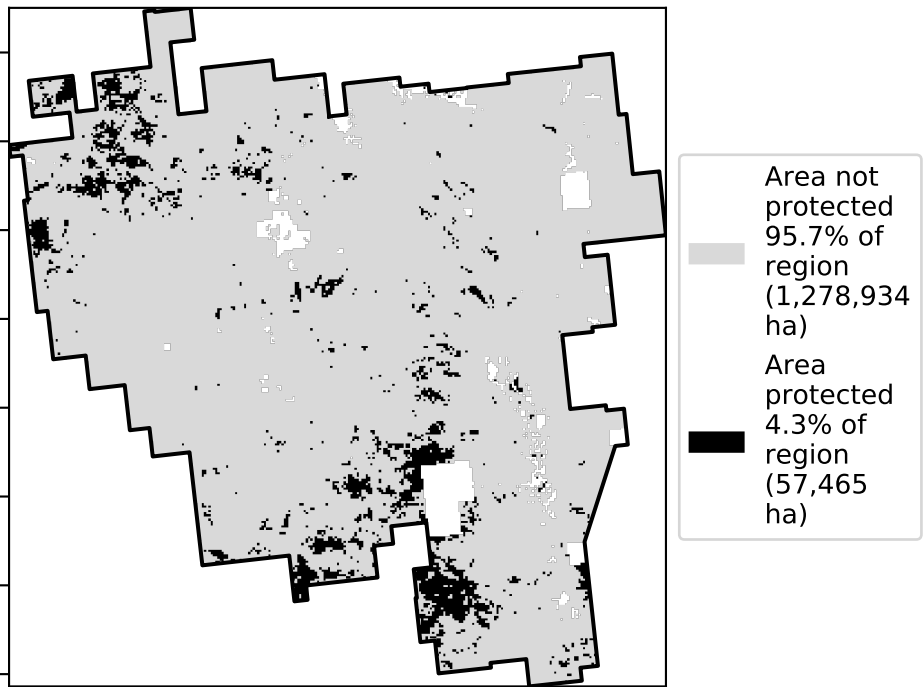 Area not
protected
95.7% of
region
(1,278,934
ha)
Area
protected
4.3% of
region
(57,465
ha)